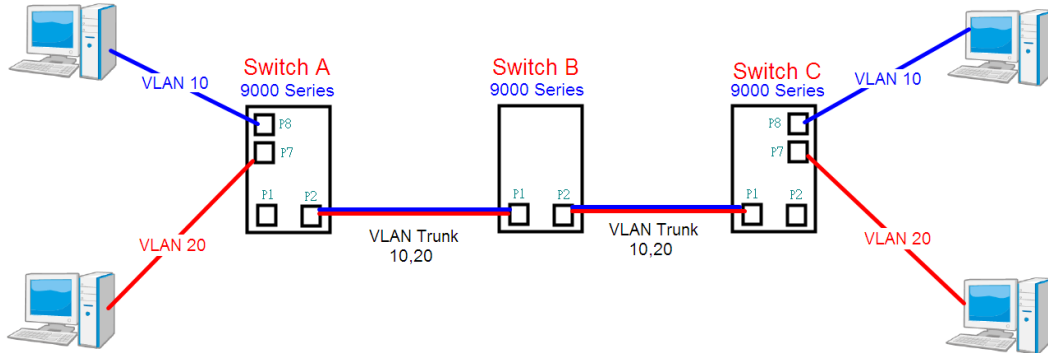 Switch A
9000 Series
Switch B
9000 Series
Switch C
9000 Series
VLAN 10
VLAN 10
P8
P7
P8
P7
P1
P2
P1
P2
P1
P2
VLAN Trunk
10,20
VLAN Trunk
10,20
VLAN 20
VLAN 20